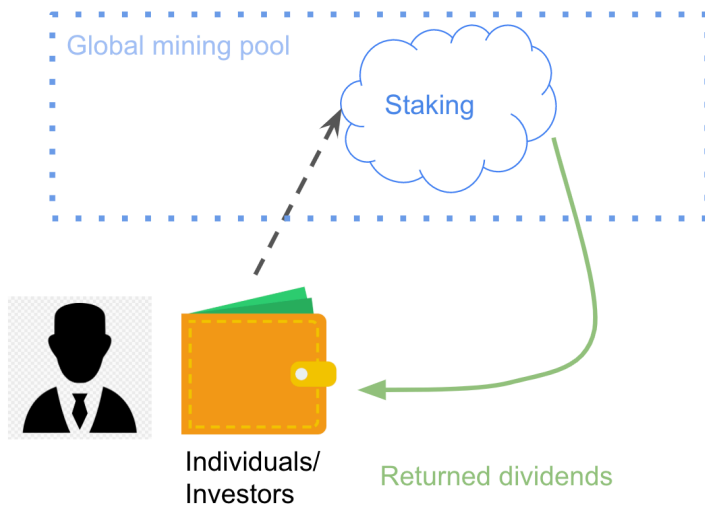 Global mining pool
Staking
Individuals/
Investors
Returned dividends